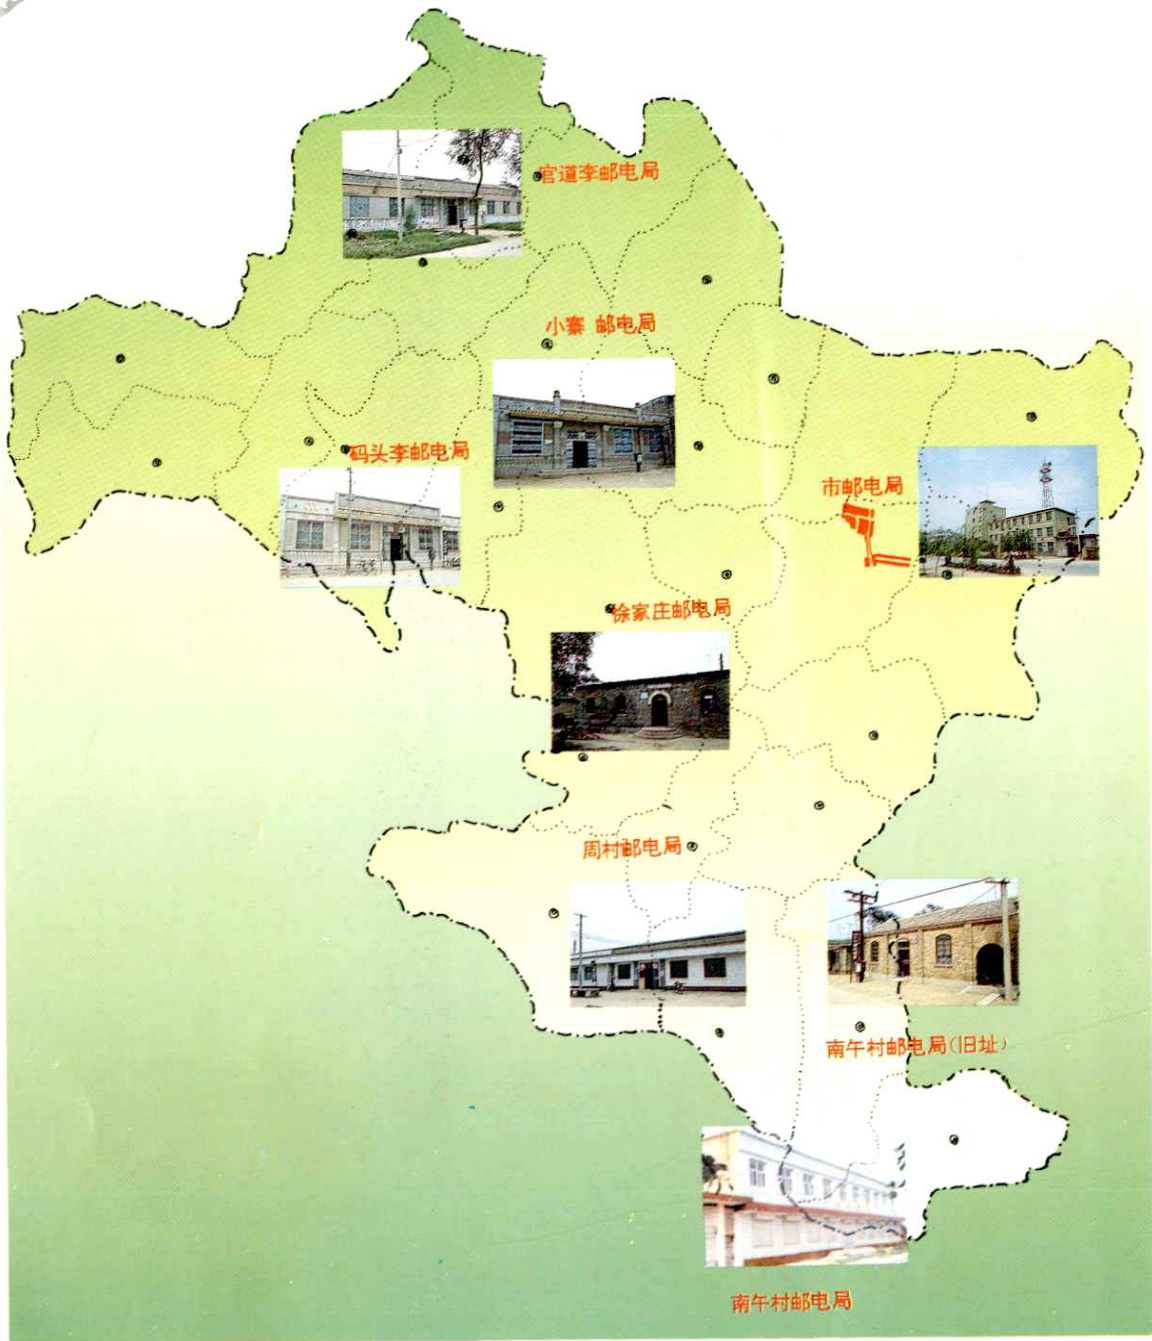 官道李邮电局
小寨 邮电局
码头李邮电局
市邮电局
徐家庄邮电局
周村邮电局
南午村邮电局(旧址)
南午村邮电局